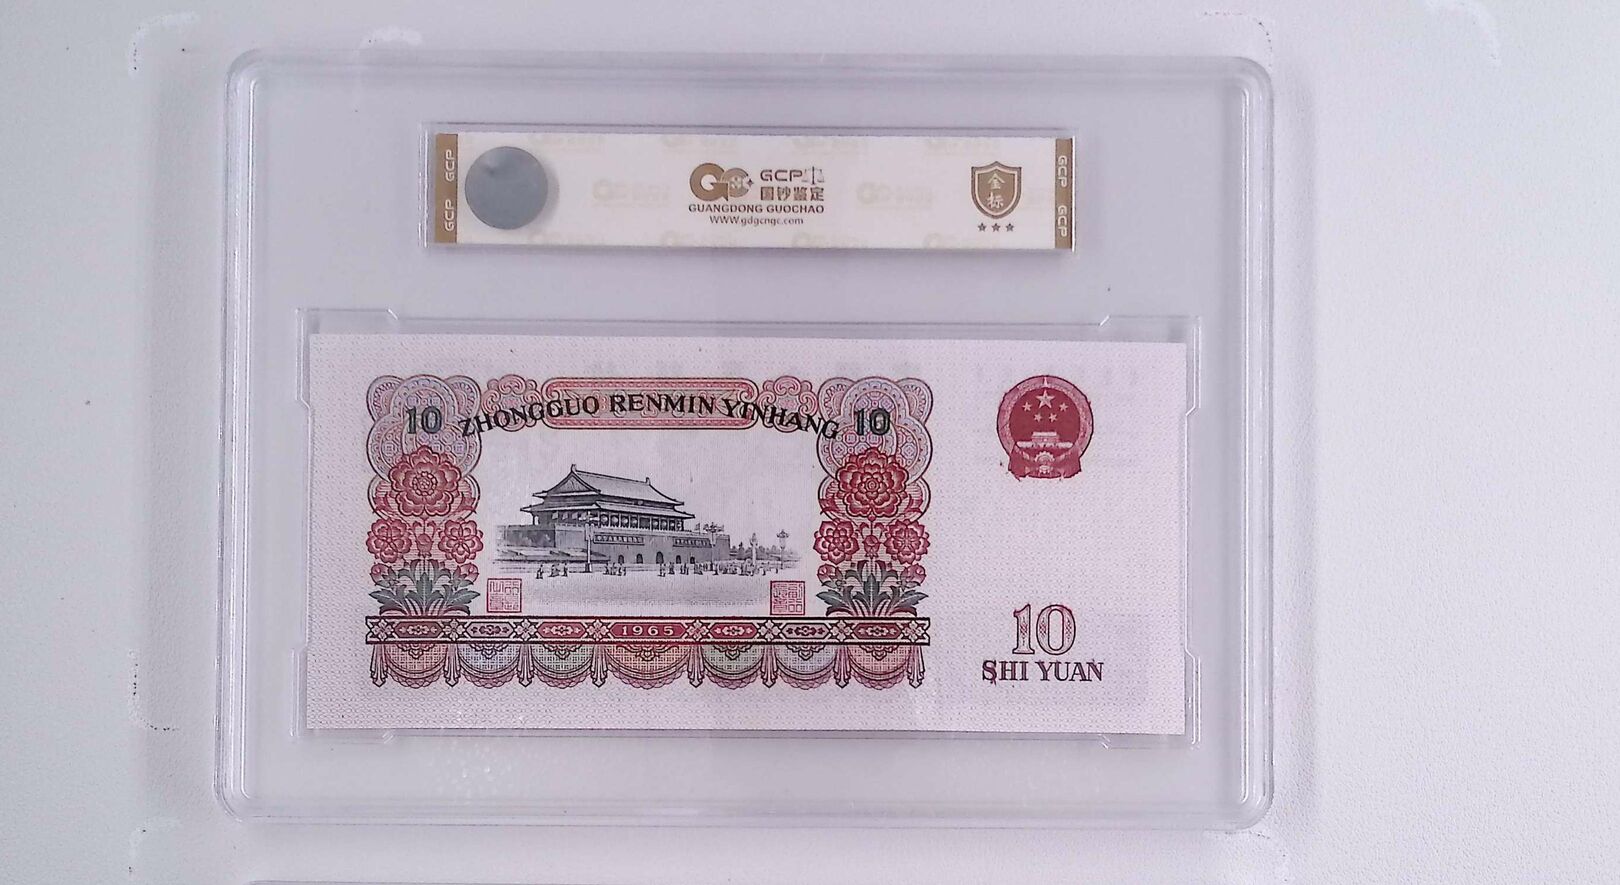 GCP
GCP
GCP
国钞鉴定
GUANGDONG GUOCHAO
WWW.gdgcngc.com
金标
GCP
GCP
10 ZHONGGUO RENMIN YINHANG 10
1965
10
SHI YUAN